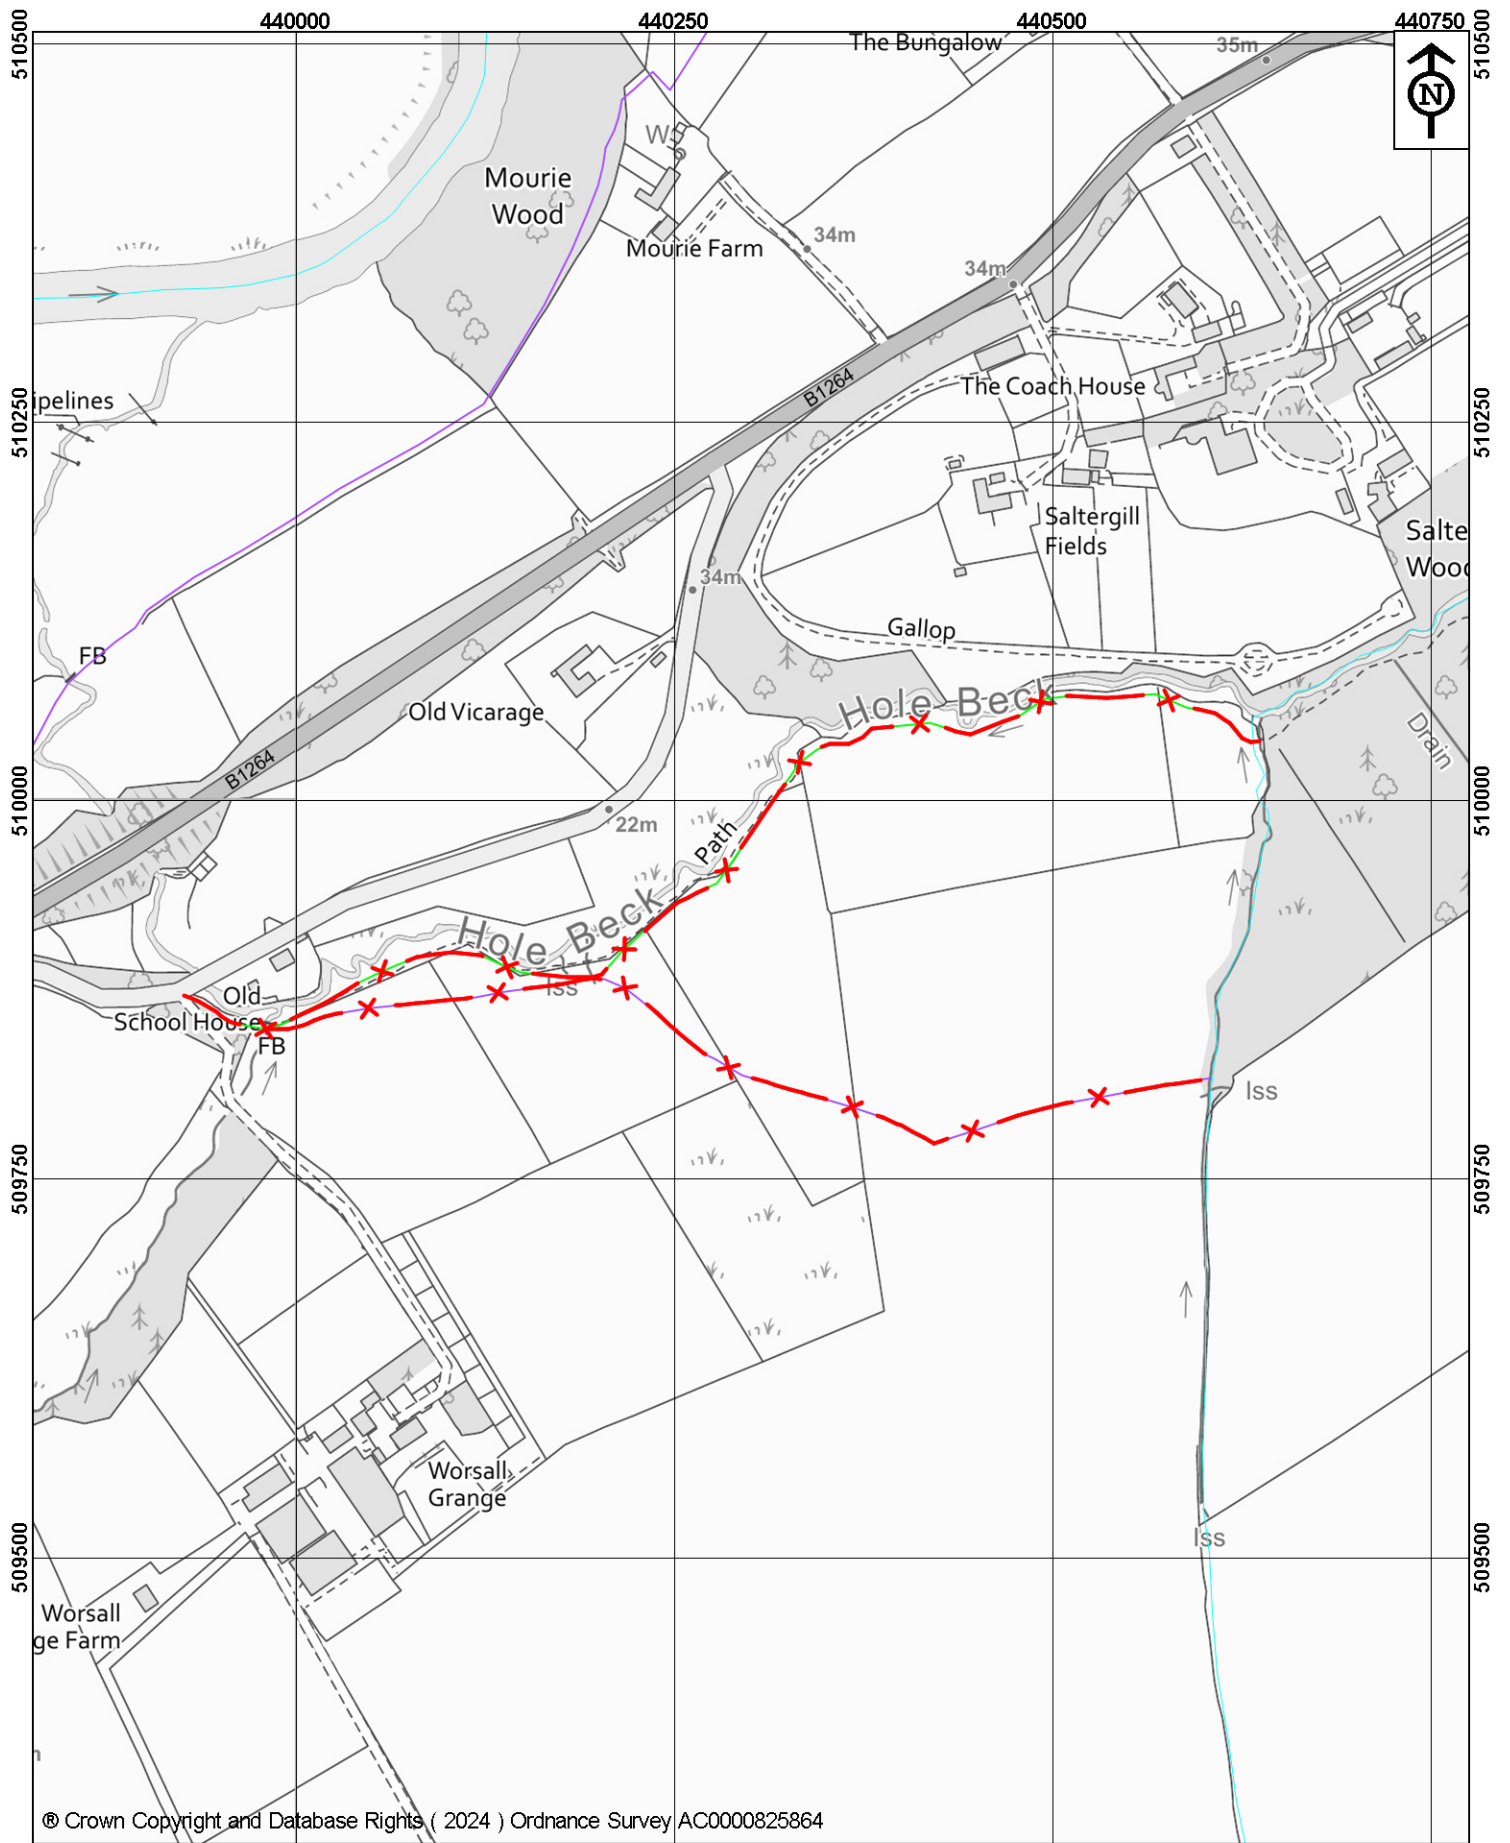 440000
440250
440500
440750
510500
510500
35m
The Bungalow
N
W
Mourie
Wood
34m
Mourie Farm
34m
B1264
The Coach House
ipelines
510250
510250
Saltergill
Fields
Salte
Wood
34m
Gallop
FB
Hole Beck
Old Vicarage
Drain
B1264
510000
510000
22m
Path
Hole Beck
Iss
Old
School House
FB
Iss
509750
509750
Worsall
Grange
Iss
509500
509500
Worsall
ge Farm
® Crown Copyright and Database Rights ( 2024 ) Ordnance Survey AC0000825864